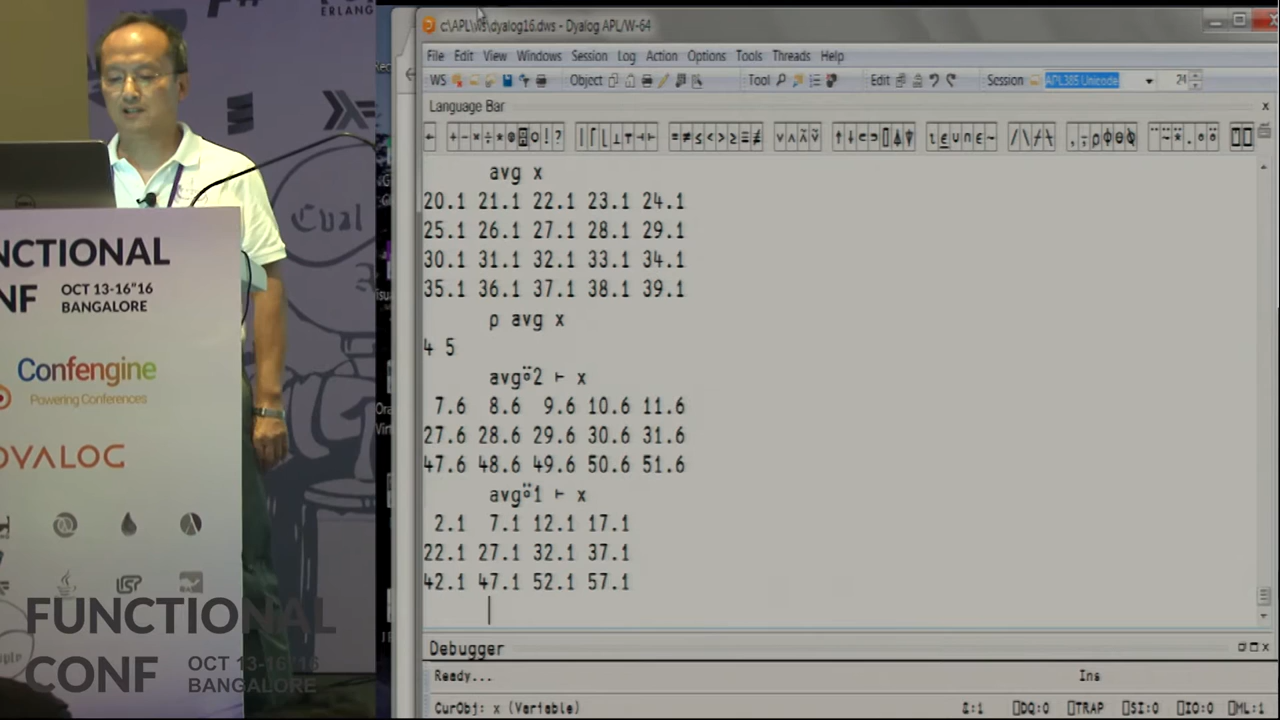 ERLANG
Cual
NCTIONAL
NF
OCT 13-16"16
BANGALORE
Confengine
Powering Conferences
DYALOC
LISP
FUNCTIONAL
CONF
OCT 13-16"16
BANGALORE
c:\APL\ws\dyalog16.dws - Dyalog APL/W-64
File Edit View Windows Session Log Action Options Tools Threads Help
WS Object Tool Edit Session APL385 Unicode 24
Language Bar
avg x
20.1 21.1 22.1 23.1 24.1
25.1 26.1 27.1 28.1 29.1
30.1 31.1 32.1 33.1 34.1
35.1 36.1 37.1 38.1 39.1
⍴ avg x
4 5
avg⍤2 ⊢ x
7.6 8.6 9.6 10.6 11.6
27.6 28.6 29.6 30.6 31.6
47.6 48.6 49.6 50.6 51.6
avg⍤1 ⊢ x
2.1 7.1 12.1 17.1
22.1 27.1 32.1 37.1
42.1 47.1 52.1 57.1
Debugger
Ready...
Ins
CurObj: x (Variable)
&:1 ⎕DQ:0 ⎕TRAP ⎕SI:0 ⎕IO:0 ⎕ML:1